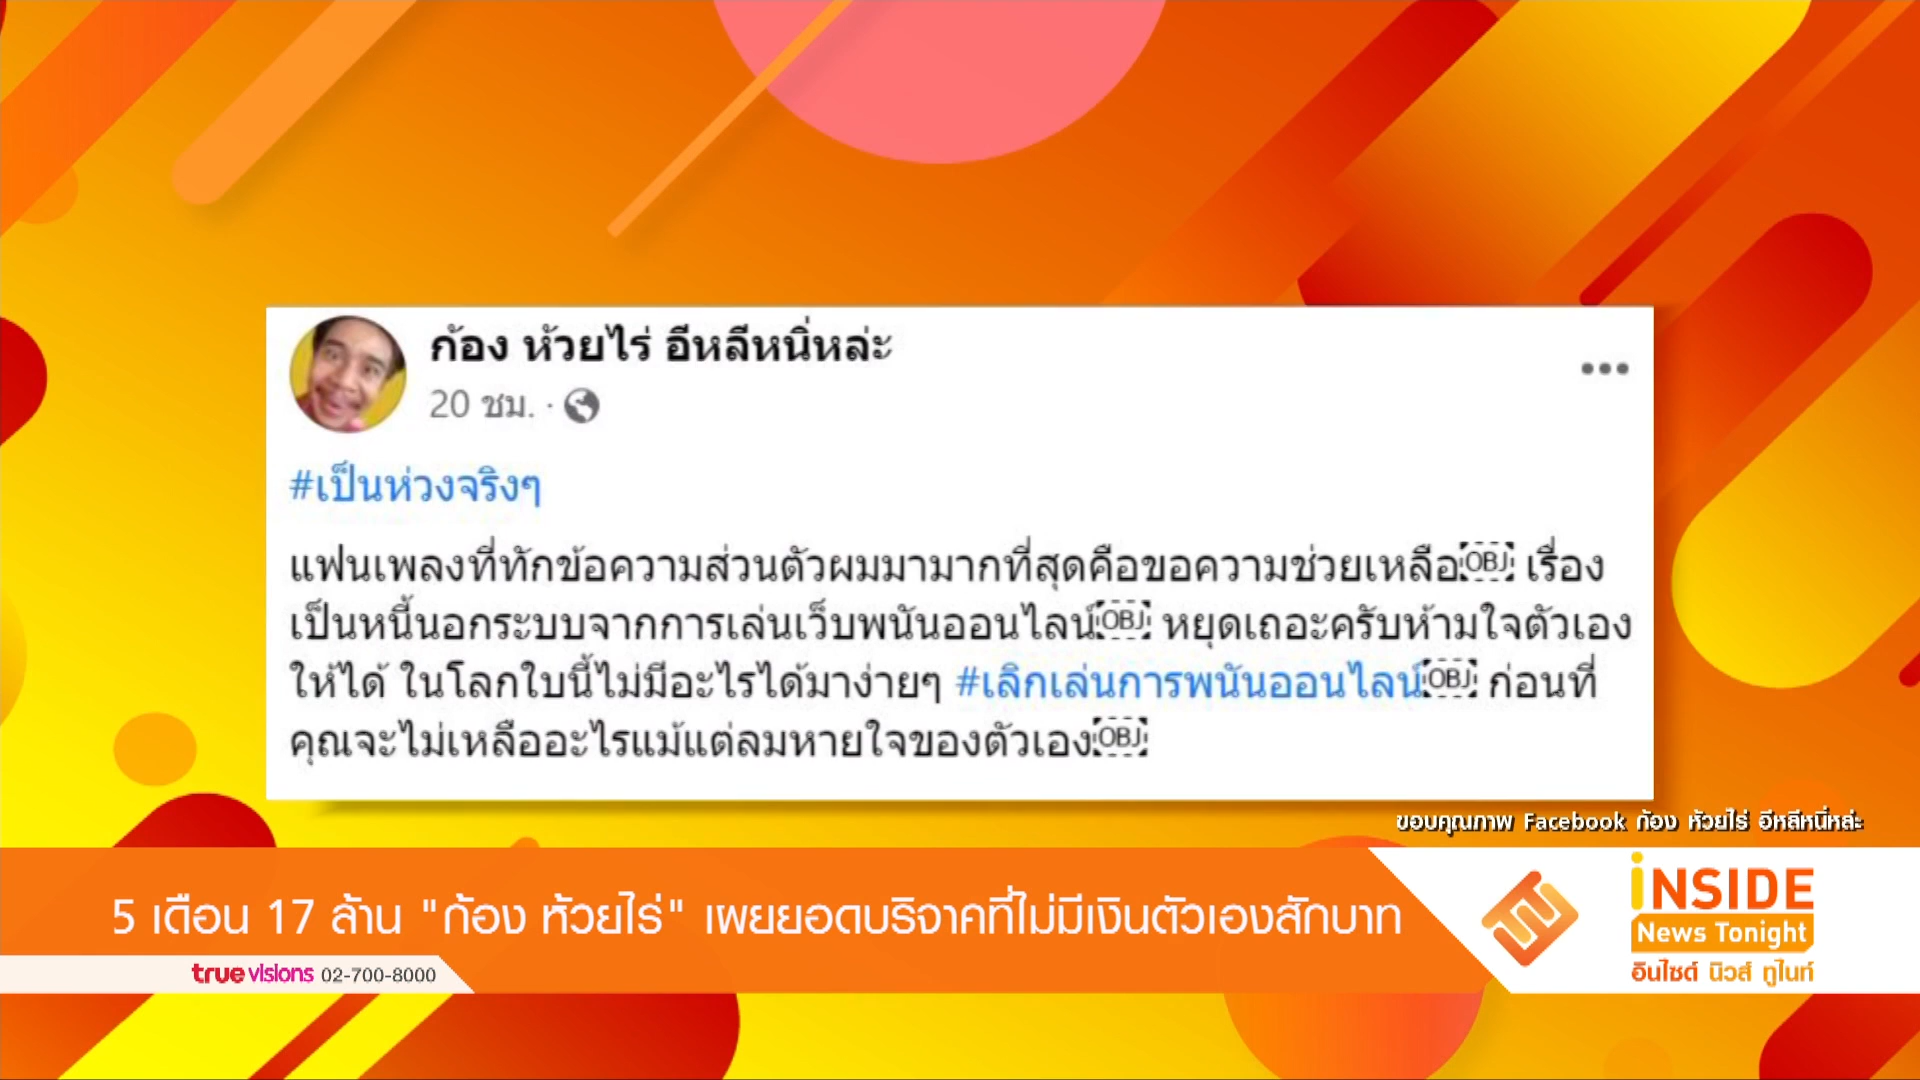 ก้อง ห้วยไร่ อีหลีหนิ่หล่ะ
20 ชม. ·
#เป็นห่วงจริงๆ
แฟนเพลงที่ทักข้อความส่วนตัวผมมามากที่สุดคือขอความช่วยเหลือ￼ เรื่อง
เป็นหนี้นอกระบบจากการเล่นเว็บพนันออนไลน์￼ หยุดเถอะครับห้ามใจตัวเอง
ให้ได้ ในโลกใบนี้ไม่มีอะไรได้มาง่ายๆ #เลิกเล่นการพนันออนไลน์￼ ก่อนที่
คุณจะไม่เหลืออะไรแม้แต่ลมหายใจของตัวเอง￼
ขอบคุณภาพ Facebook ก้อง ห้วยไร่ อีหลีหนิ่หล่ะ
5 เดือน 17 ล้าน "ก้อง ห้วยไร่" เผยยอดบริจาคที่ไม่มีเงินตัวเองสักบาท
truevisions 02-700-8000
iNSIDE
News Tonight
อินไซด์ นิวส์ ทูไนท์